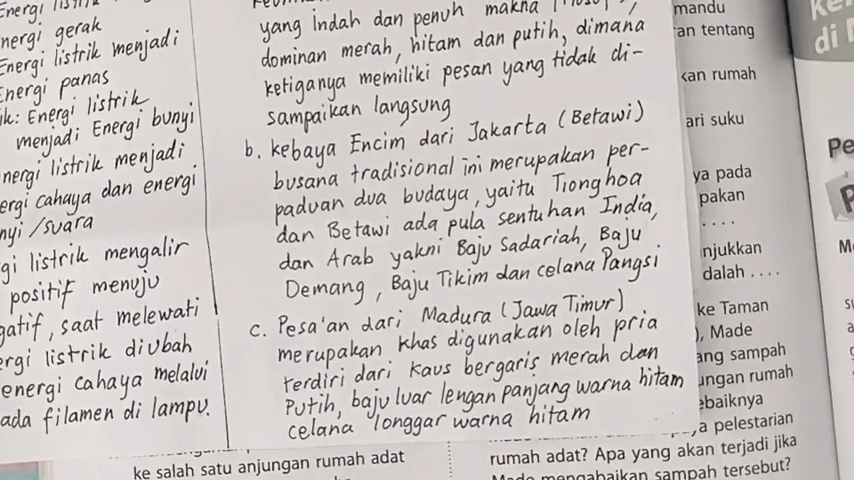 Energi
nergi gerak
Energi listrik menjadi
Energi panas
ik: Energi listrik
menjadi Energi bunyi
nergi listrik menjadi
ergi cahaya dan energi
nyi/suara
gi listrik mengalir
positif menuju
gatif, saat melewati
ergi listrik diubah
energi cahaya melalui
ada filamen di lampu.
yang indah dan penuh makna
dominan merah, hitam dan putih, dimana
ketiganya memiliki pesan yang tidak di-
sampaikan langsung
b. kebaya Encim dari Jakarta (Betawi)
busana tradisional ini merupakan per-
paduan dua budaya, yaitu Tionghoa
dan Betawi ada pula sentuhan India,
dan Arab yakni Baju Sadariah, Baju
Demang, Baju Tikim dan celana Pangsi
c. Pesa'an dari Madura (Jawa Timur)
merupakan khas digunakan oleh pria
terdiri dari kaus bergaris merah dan
Putih, baju luar lengan panjang warna hitam
celana longgar warna hitam
mandu
an tentang
kan rumah
ari suku
ya pada
pakan
. . . .
njukkan
dalah . . . .
ke Taman
), Made
ang sampah
ungan rumah
ebaiknya
a pelestarian
rumah adat? Apa yang akan terjadi jika
Made mengabaikan sampah tersebut?
ke salah satu anjungan rumah adat
di
Pe
P
M